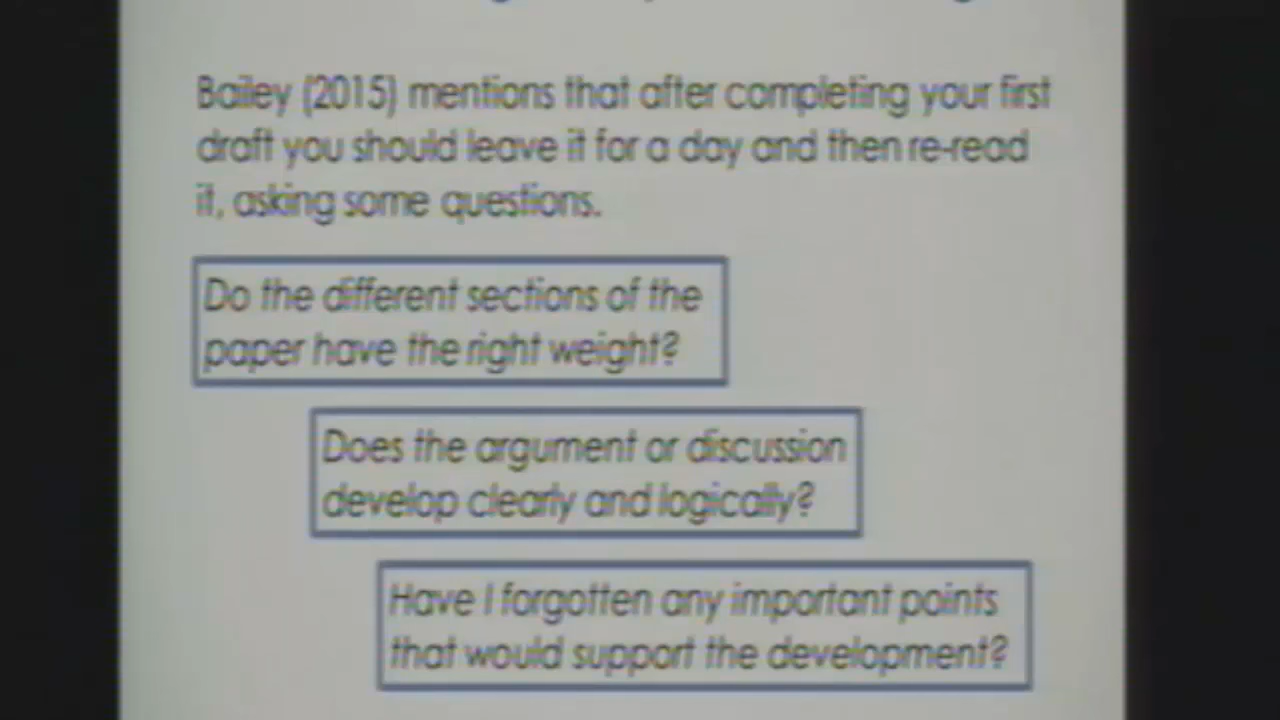 Bailey (2015) mentions that after completing your first
draft you should leave it for a day and then re-read
it, asking some questions.
Do the different sections of the
paper have the right weight?
Does the argument or discussion
develop clearly and logically?
Have I forgotten any important points
that would support the development?